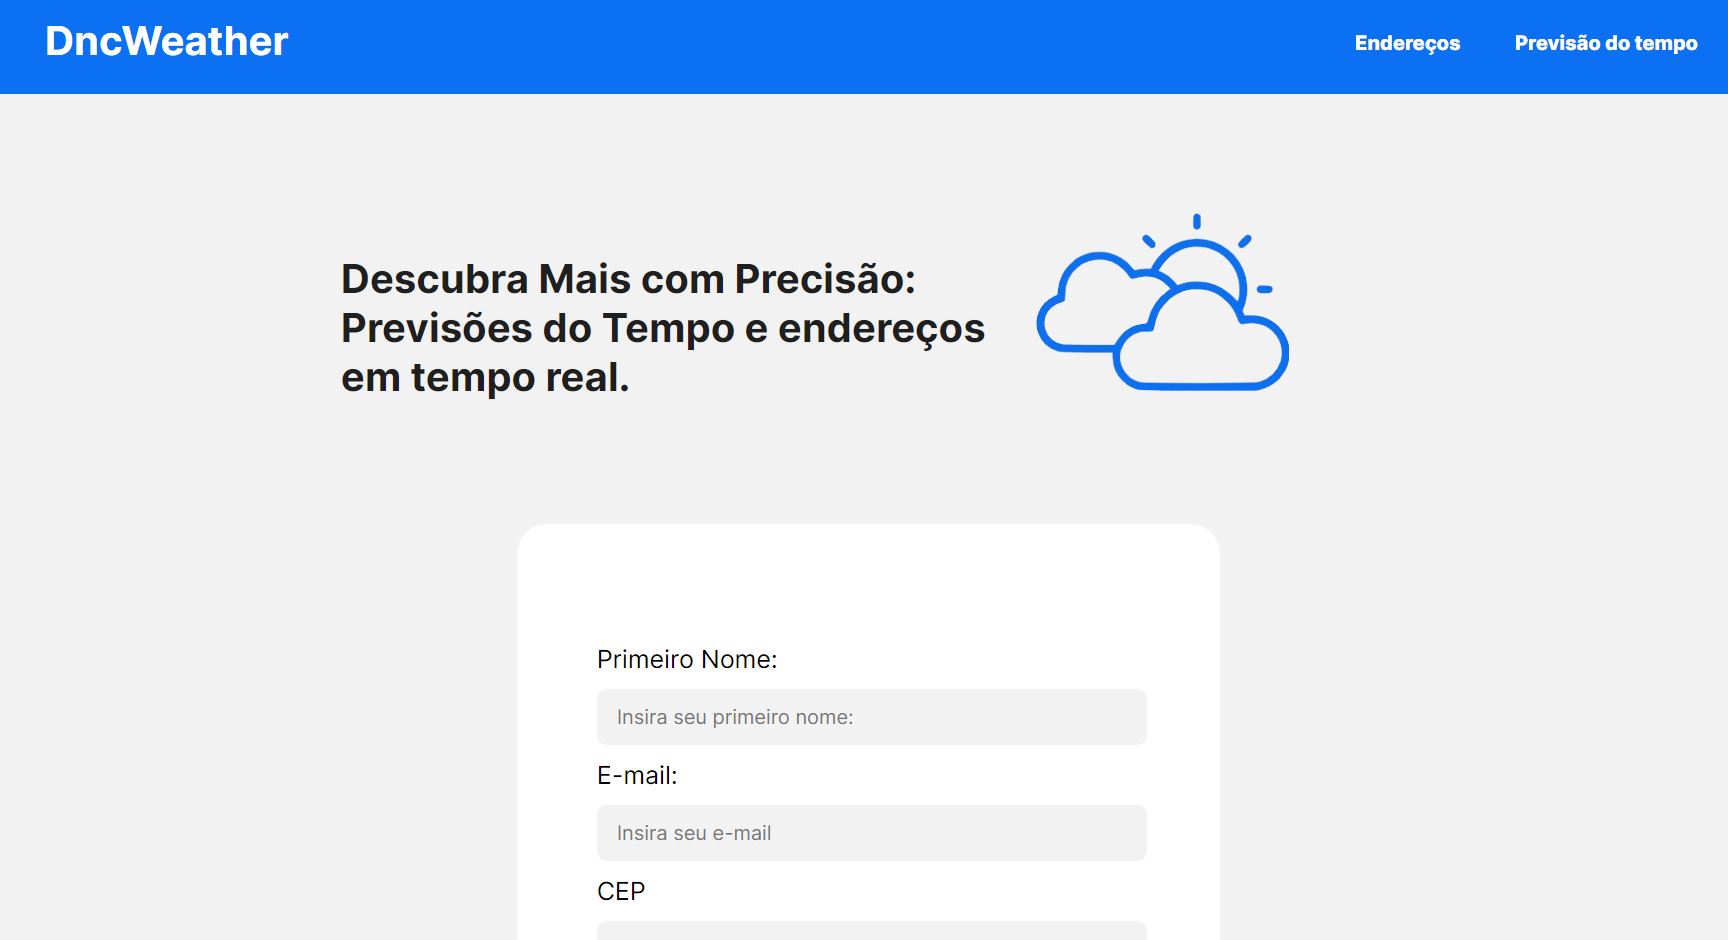 DncWeather
Endereços
Previsão do tempo
Descubra Mais com Precisão:
Previsões do Tempo e endereços
em tempo real.
Primeiro Nome:
Insira seu primeiro nome:
E-mail:
Insira seu e-mail
CEP